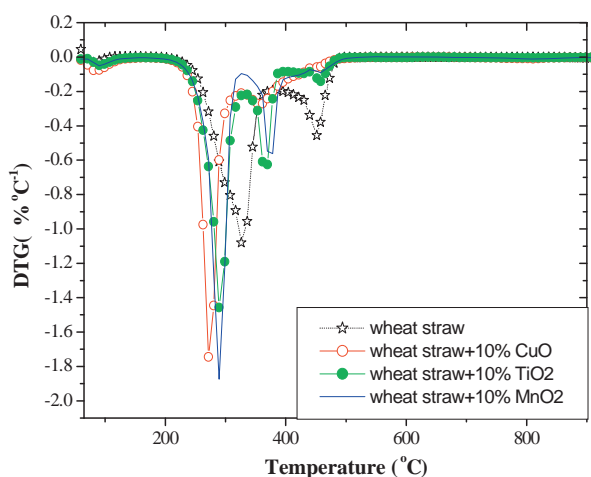 0.2
0.0
-0.2
-0.4
-0.6
-0.8
-1.0
-1.2
-1.4
-1.6
-1.8
-2.0
DTG( % ºC⁻¹)
wheat straw
wheat straw+10% CuO
wheat straw+10% TiO2
wheat straw+10% MnO2
200
400
600
800
Temperature (ºC)